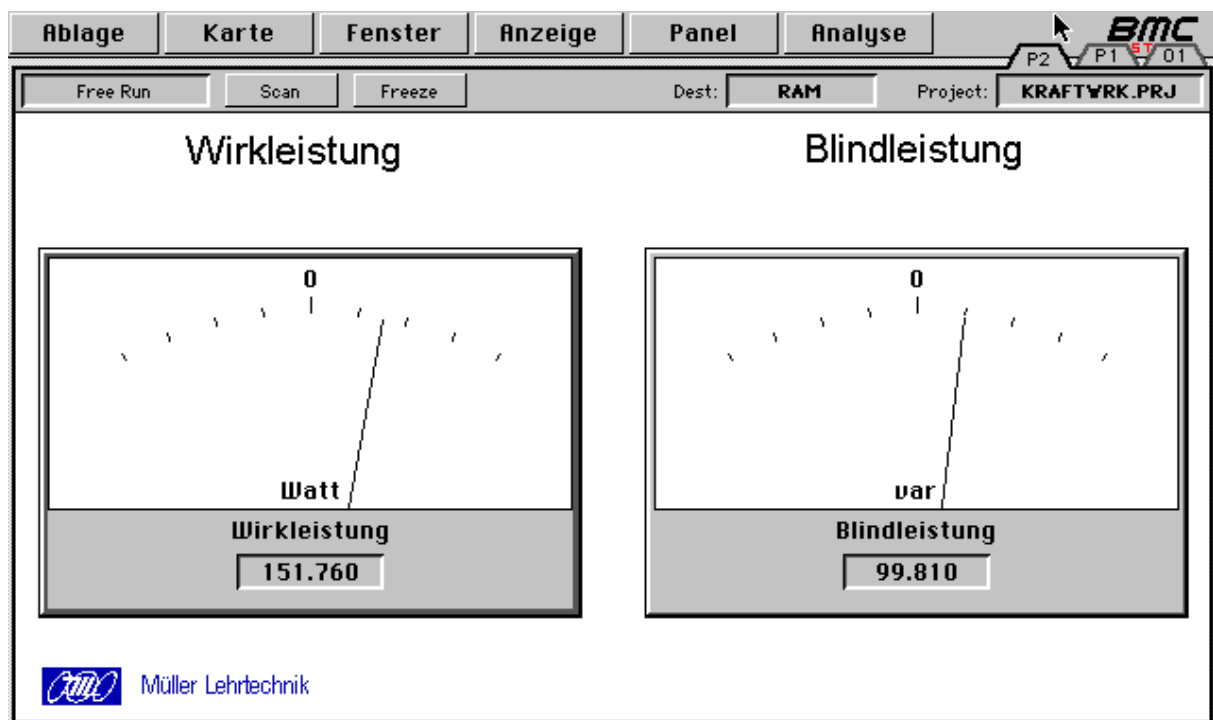 Ablage Karte Fenster Anzeige Panel Analyse BMC
ST
P2 P1 01
Free Run Scan Freeze Dest: RAM Project: KRAFTWRK.PRJ
Wirkleistung Blindleistung
0 0
Watt var
Wirkleistung Blindleistung
151.760 99.810
Müller Lehrtechnik